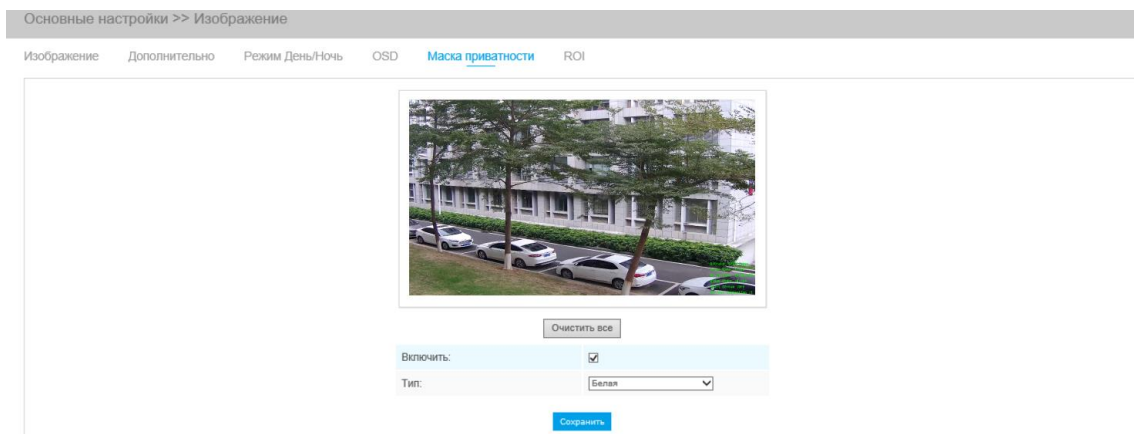 Основные настройки >> Изображение
Изображение Дополнительно Режим День/Ночь OSD Маска приватности ROI
Очистить все
Включить:
Тип: Белая
Сохранить